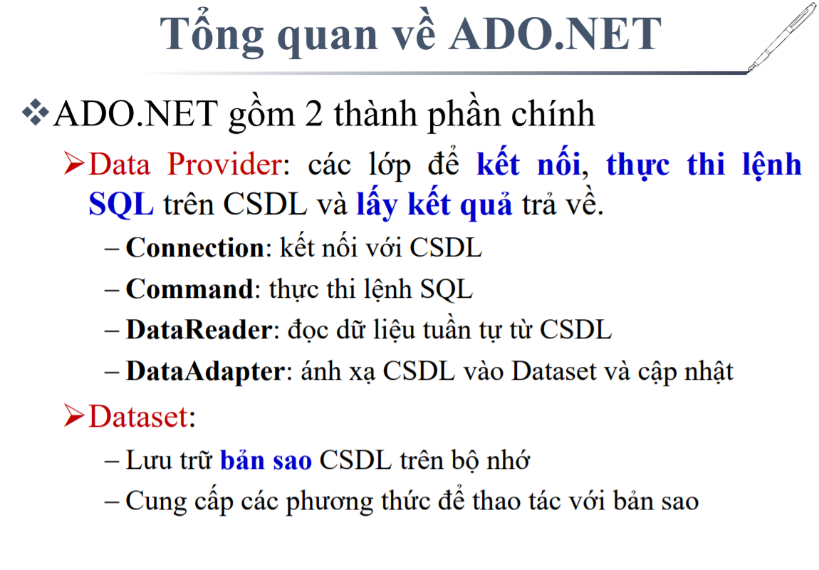 Tổng quan về ADO.NET
❖ADO.NET gồm 2 thành phần chính
➢Data Provider: các lớp để kết nối, thực thi lệnh
SQL trên CSDL và lấy kết quả trả về.
– Connection: kết nối với CSDL
– Command: thực thi lệnh SQL
– DataReader: đọc dữ liệu tuần tự từ CSDL
– DataAdapter: ánh xạ CSDL vào Dataset và cập nhật
➢Dataset:
– Lưu trữ bản sao CSDL trên bộ nhớ
– Cung cấp các phương thức để thao tác với bản sao